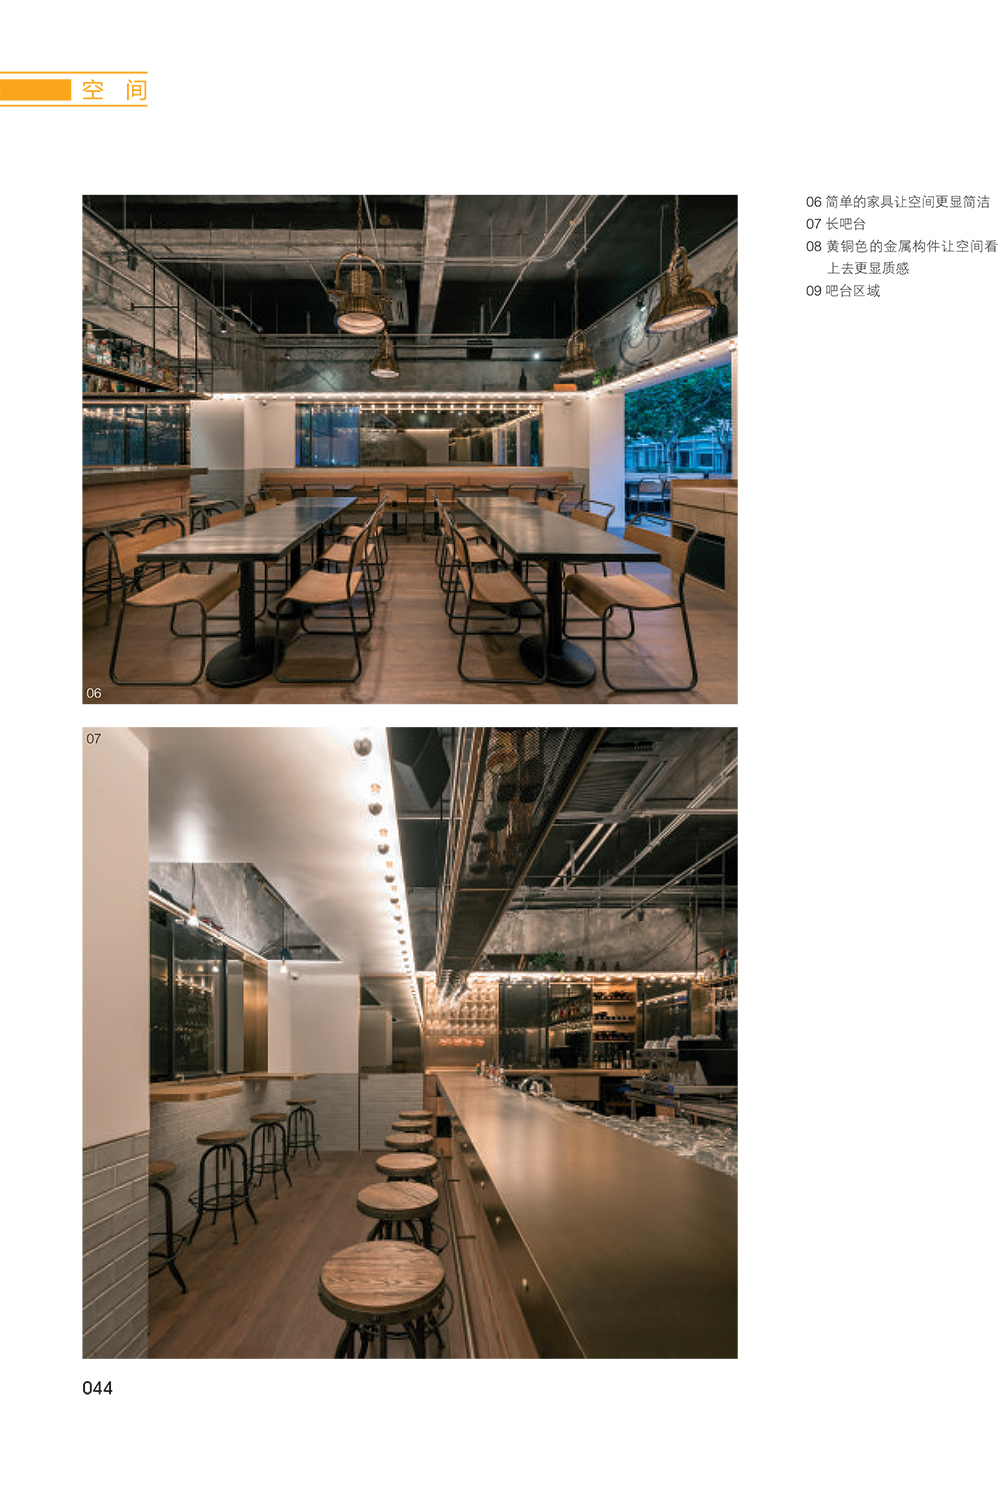 空 间
06 简单的家具让空间更显简洁
07 长吧台
08 黄铜色的金属构件让空间看
上去更显质感
09 吧台区域
06
07
044